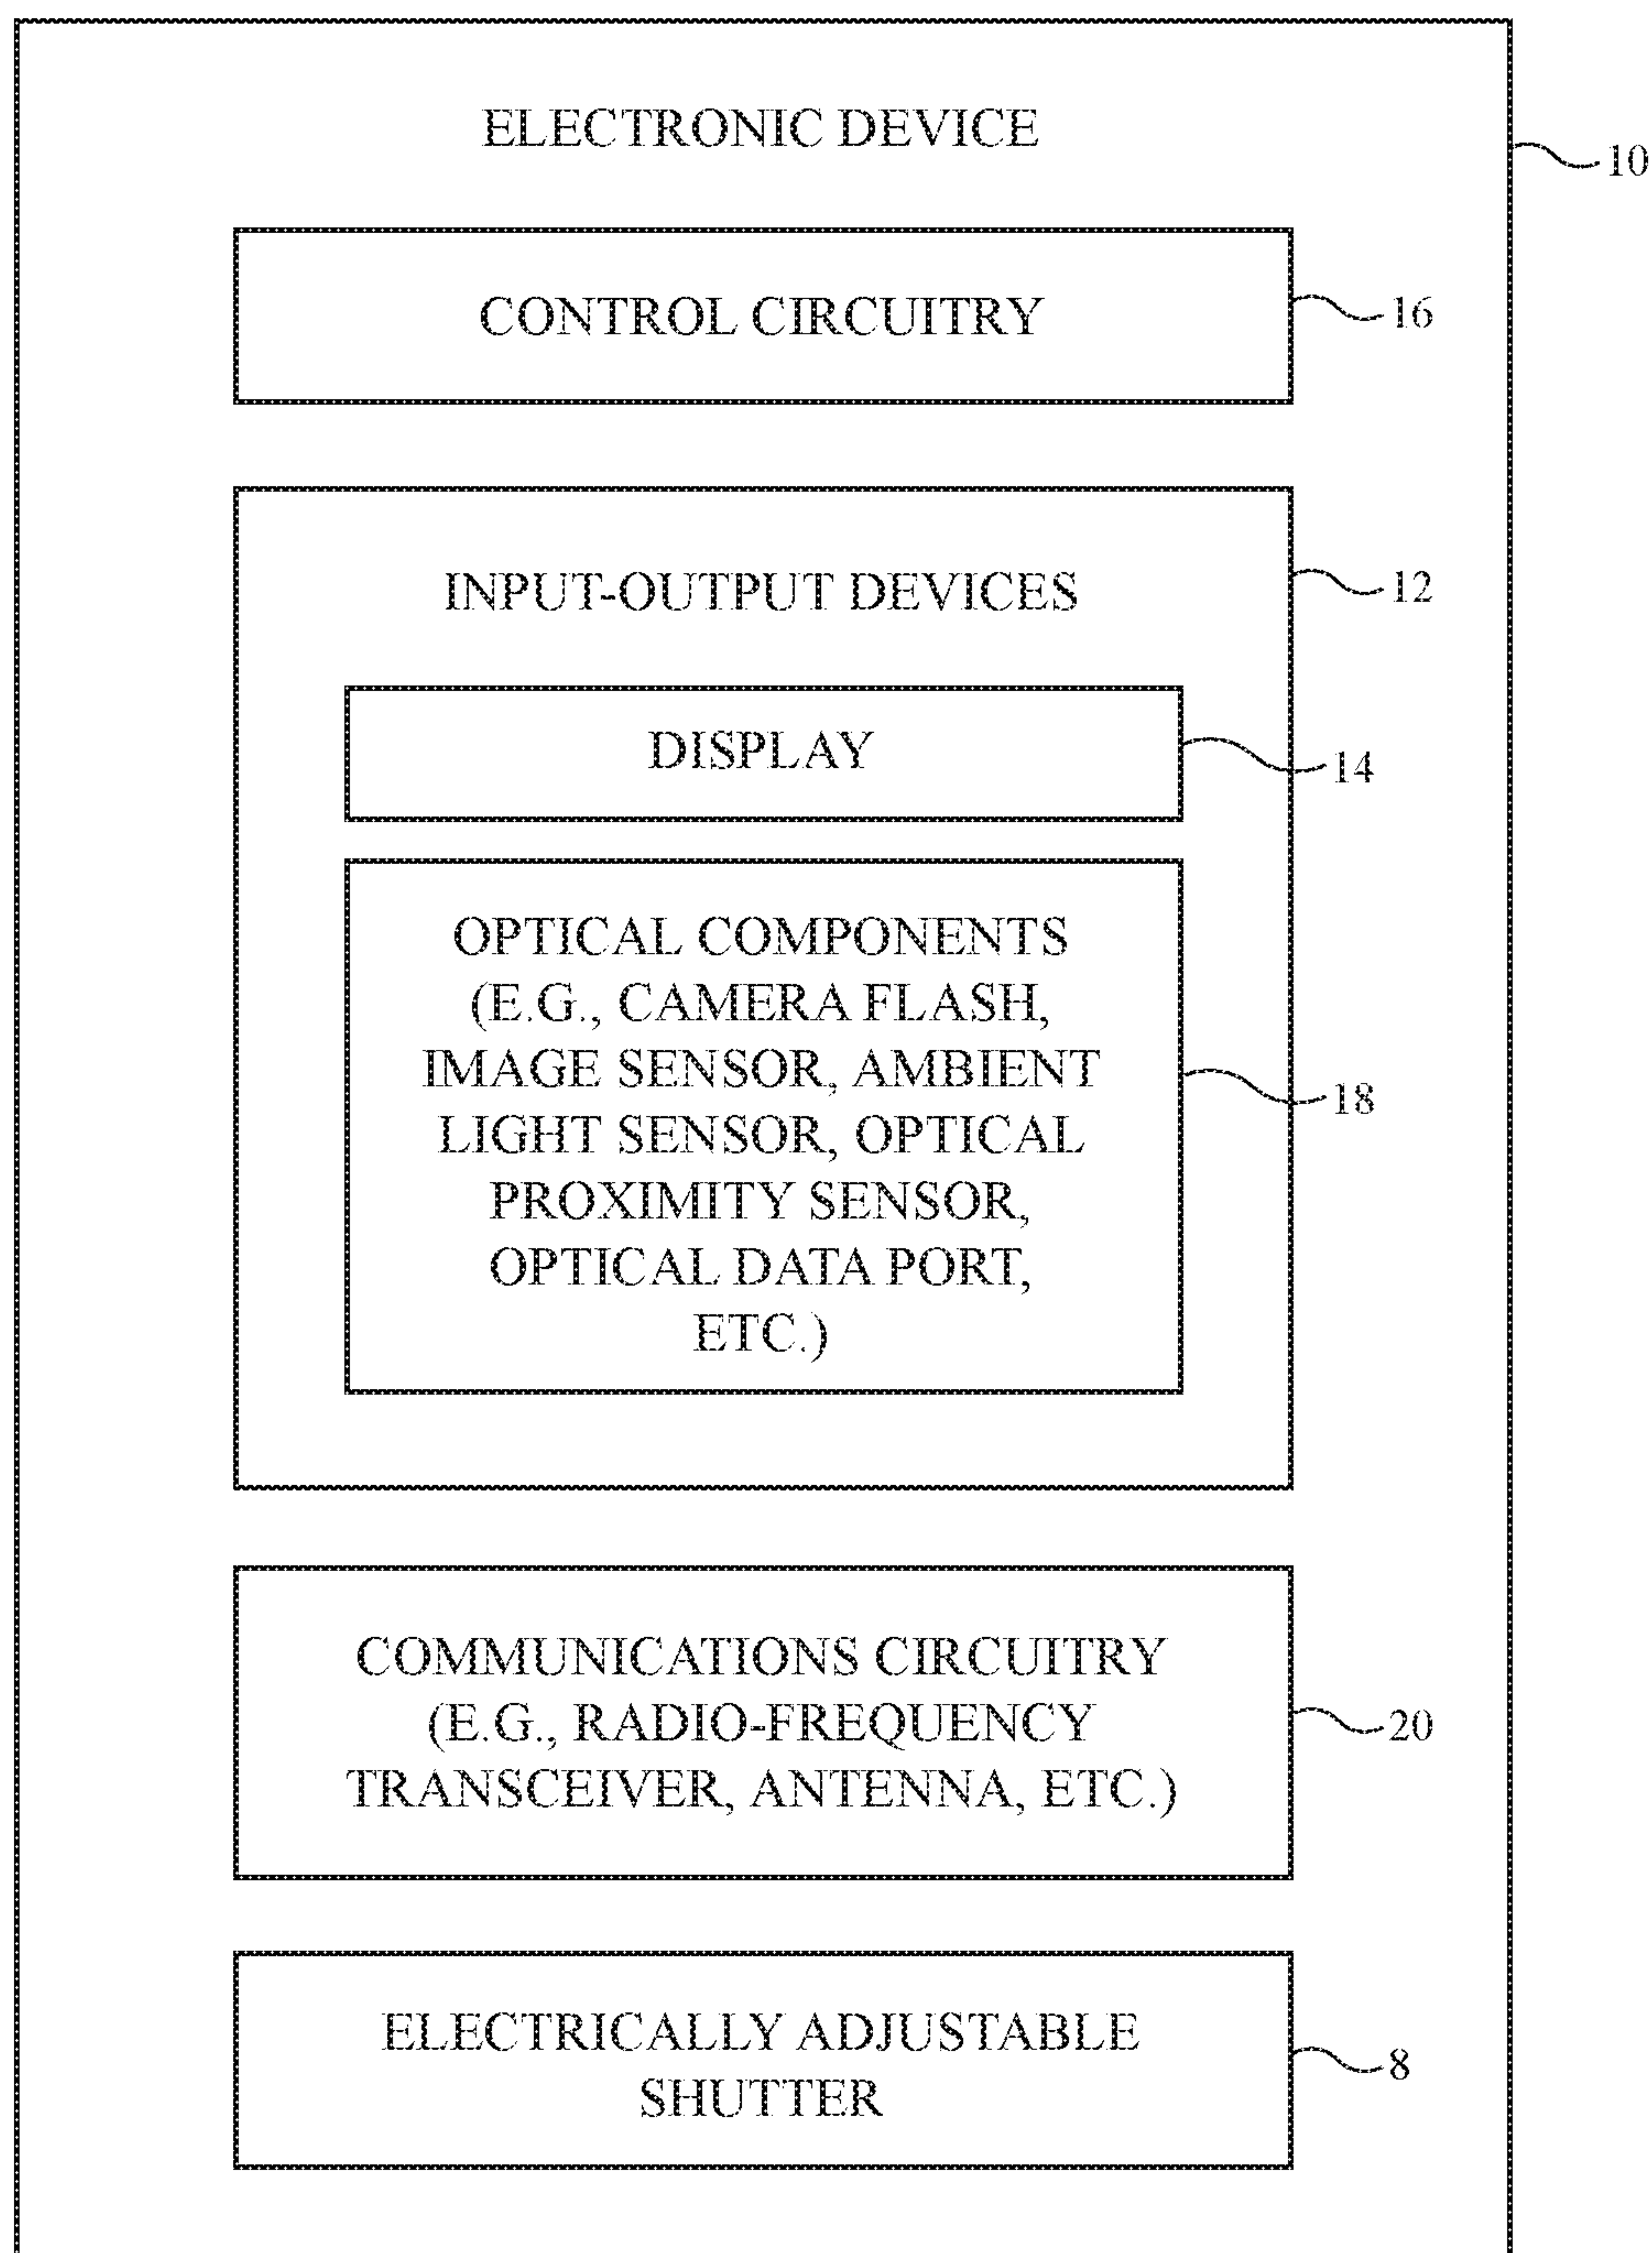 ELECTRONIC DEVICE
10
CONTROL CIRCUITRY
16
INPUT-OUTPUT DEVICES
12
DISPLAY
14
OPTICAL COMPONENTS
(E.G., CAMERA FLASH,
IMAGE SENSOR, AMBIENT
LIGHT SENSOR, OPTICAL
PROXIMITY SENSOR,
OPTICAL DATA PORT,
ETC.)
18
COMMUNICATIONS CIRCUITRY
(E.G., RADIO-FREQUENCY
TRANSCEIVER, ANTENNA, ETC.)
20
ELECTRICALLY ADJUSTABLE
SHUTTER
8